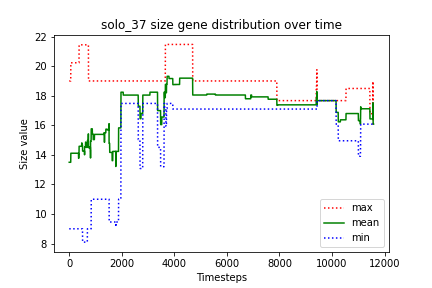 solo_37 size gene distribution over time
22
20
18
16
14
12
10
8
Size value
0 2000 4000 6000 8000 10000 12000
Timesteps
max
mean
min